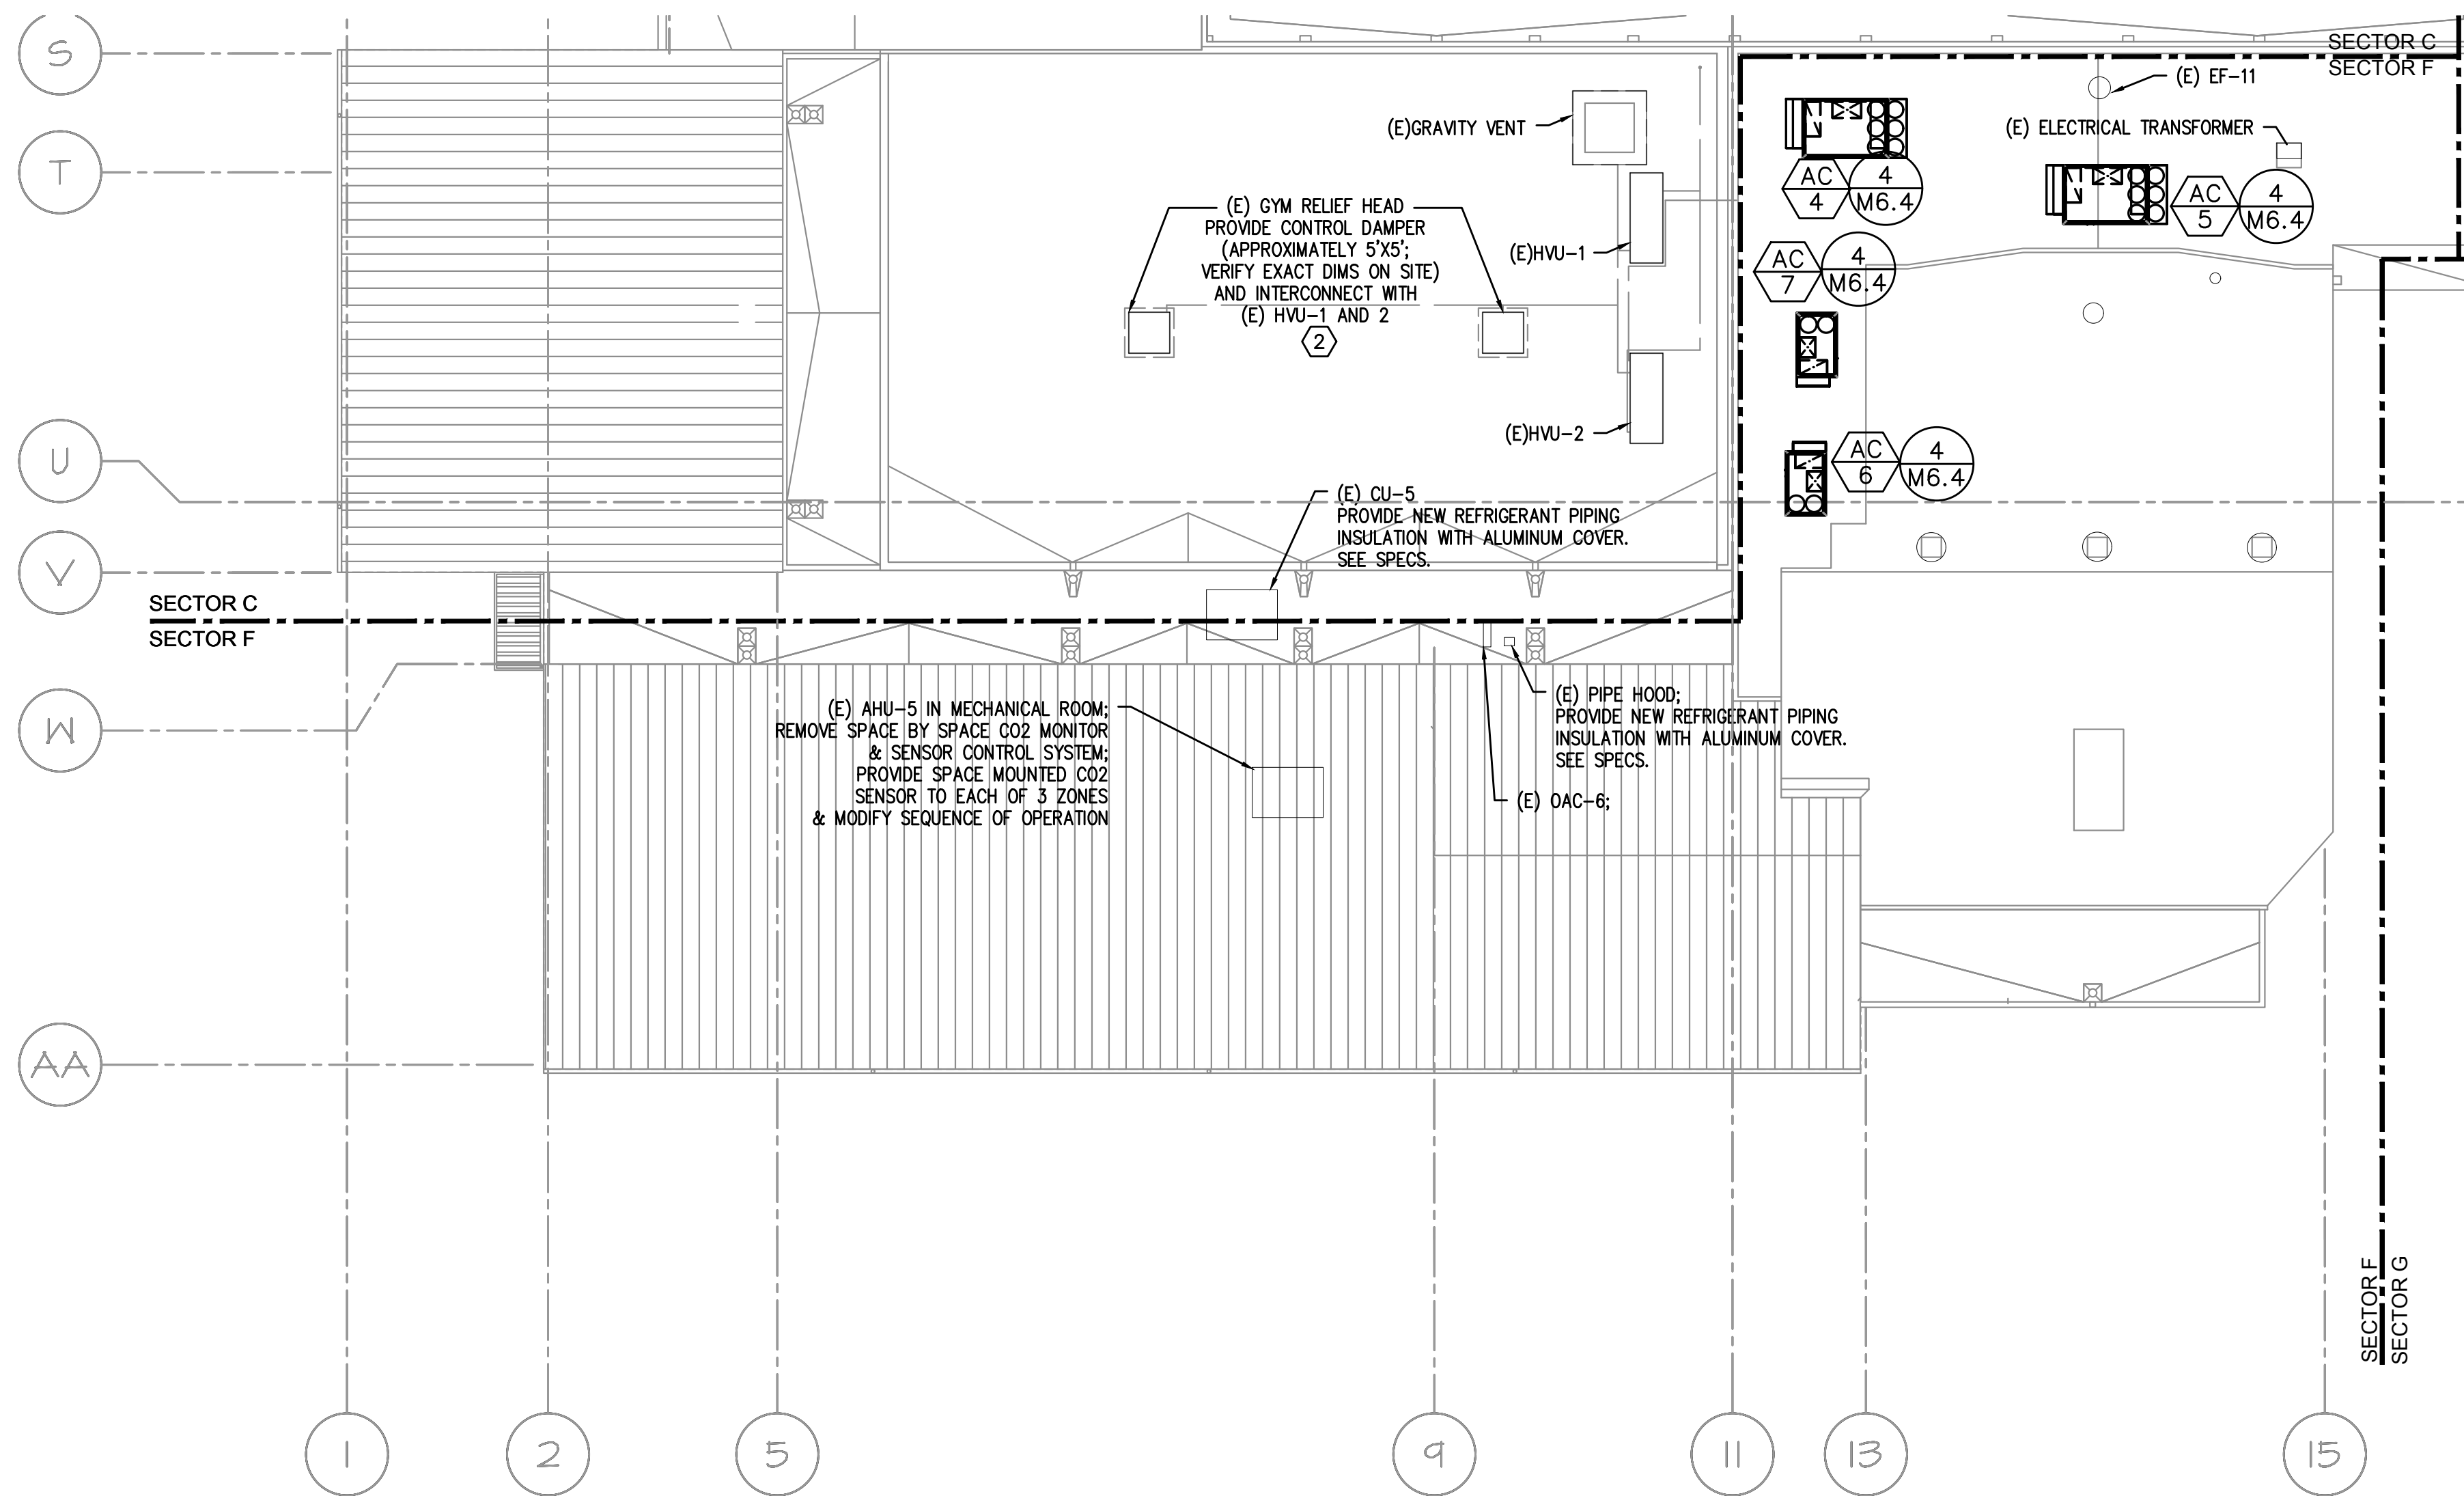 S
SECTOR C
SECTOR F
(E) EF-11
(E)GRAVITY VENT
(E) ELECTRICAL TRANSFORMER
T
AC
4
4
M6.4
AC
5
4
M6.4
(E) GYM RELIEF HEAD
PROVIDE CONTROL DAMPER
(APPROXIMATELY 5'X5';
VERIFY EXACT DIMS ON SITE)
AND INTERCONNECT WITH
(E) HVU-1 AND 2
2
(E)HVU-1
AC
7
4
M6.4
(E)HVU-2
U
AC
6
4
M6.4
(E) CU-5
PROVIDE NEW REFRIGERANT PIPING
INSULATION WITH ALUMINUM COVER.
SEE SPECS.
V
SECTOR C
SECTOR F
W
(E) AHU-5 IN MECHANICAL ROOM;
REMOVE SPACE BY SPACE CO2 MONITOR
& SENSOR CONTROL SYSTEM;
PROVIDE SPACE MOUNTED CO2
SENSOR TO EACH OF 3 ZONES
& MODIFY SEQUENCE OF OPERATION
(E) PIPE HOOD;
PROVIDE NEW REFRIGERANT PIPING
INSULATION WITH ALUMINUM COVER.
SEE SPECS.
(E) OAC-6;
AA
SECTOR F
SECTOR G
1
2
5
9
11
13
15